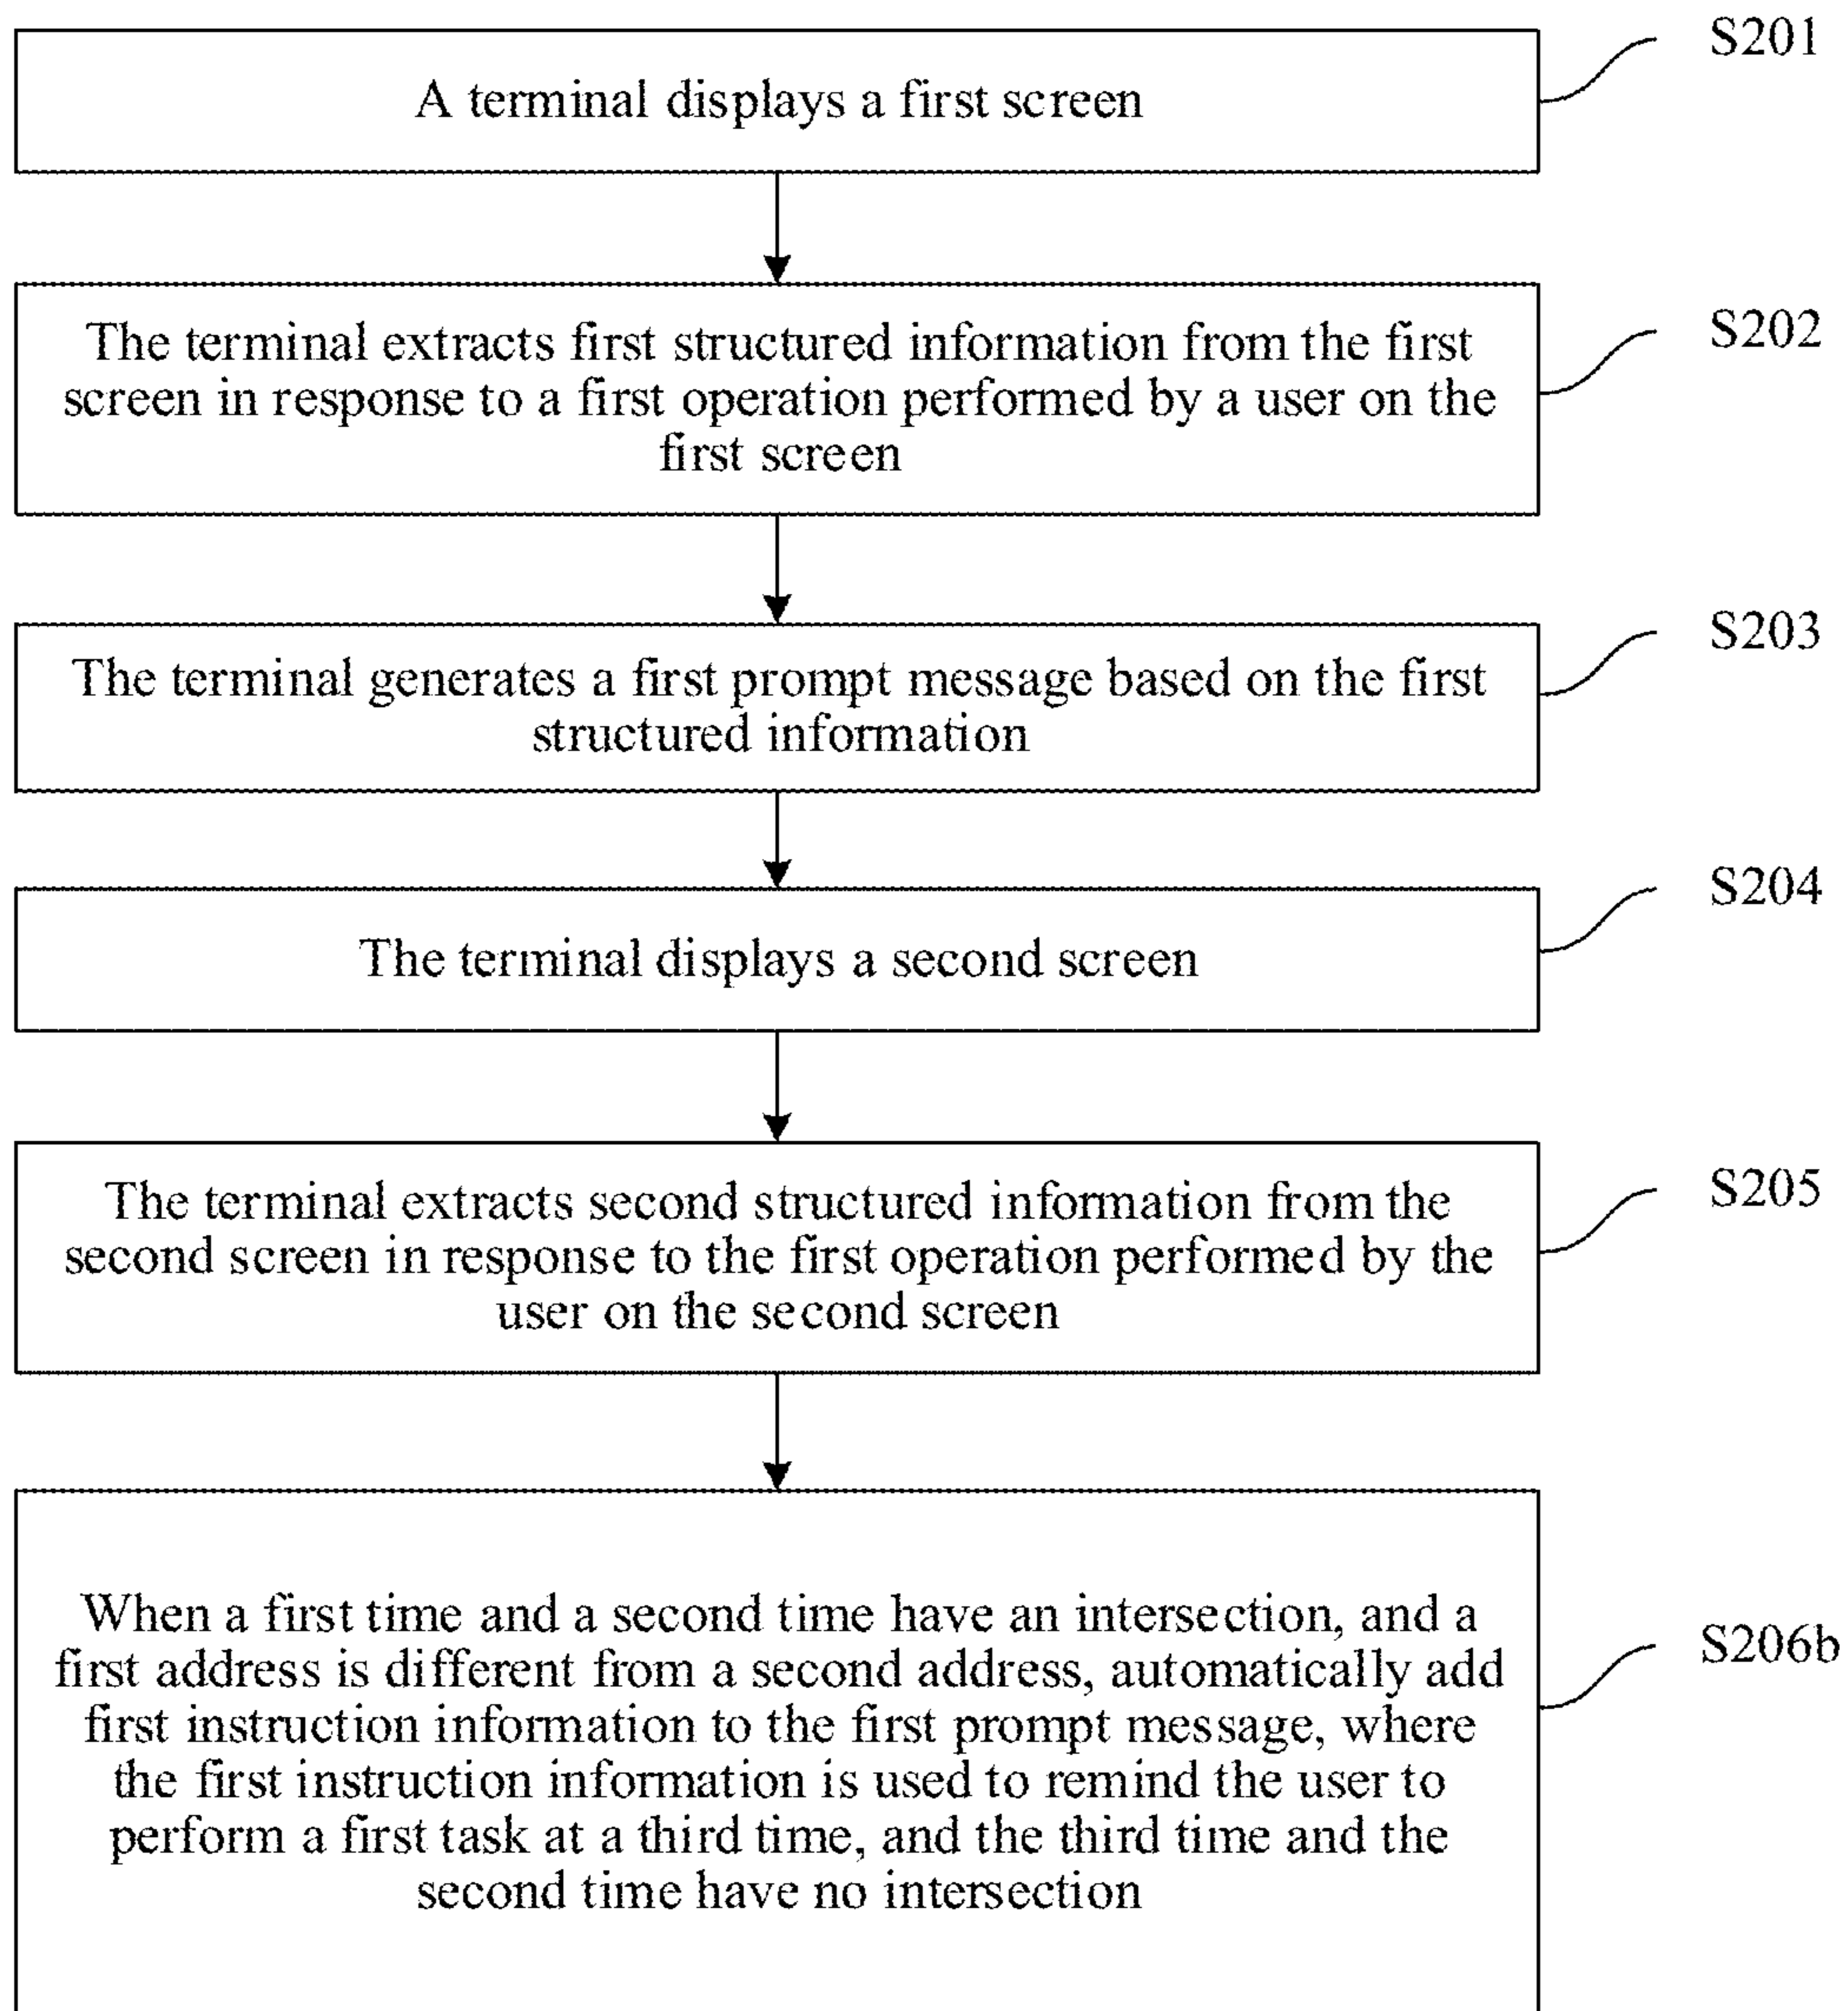 A terminal displays a first screen
S201
The terminal extracts first structured information from the first
screen in response to a first operation performed by a user on the
first screen
S202
The terminal generates a first prompt message based on the first
structured information
S203
The terminal displays a second screen
S204
The terminal extracts second structured information from the
second screen in response to the first operation performed by the
user on the second screen
S205
When a first time and a second time have an intersection, and a
first address is different from a second address, automatically add
first instruction information to the first prompt message, where
the first instruction information is used to remind the user to
perform a first task at a third time, and the third time and the
second time have no intersection
S206b